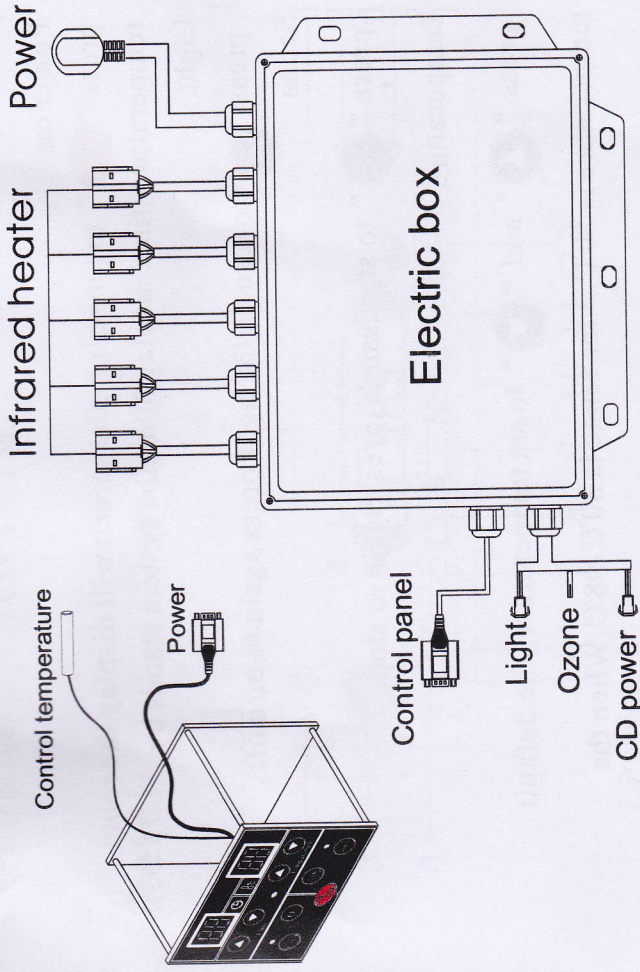 Power
Infrared heater
Electric box
Control temperature
Power
Control panel
Light
Ozone
CD power